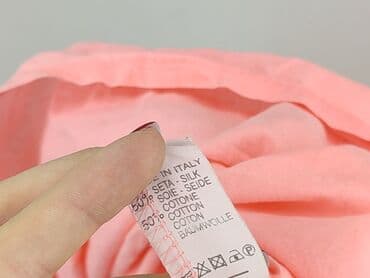 IN ITALY
50% SETA - SILK
SOIE - SEIDE
50% COTONE
COTTON
COTON
BAUMWOLLE